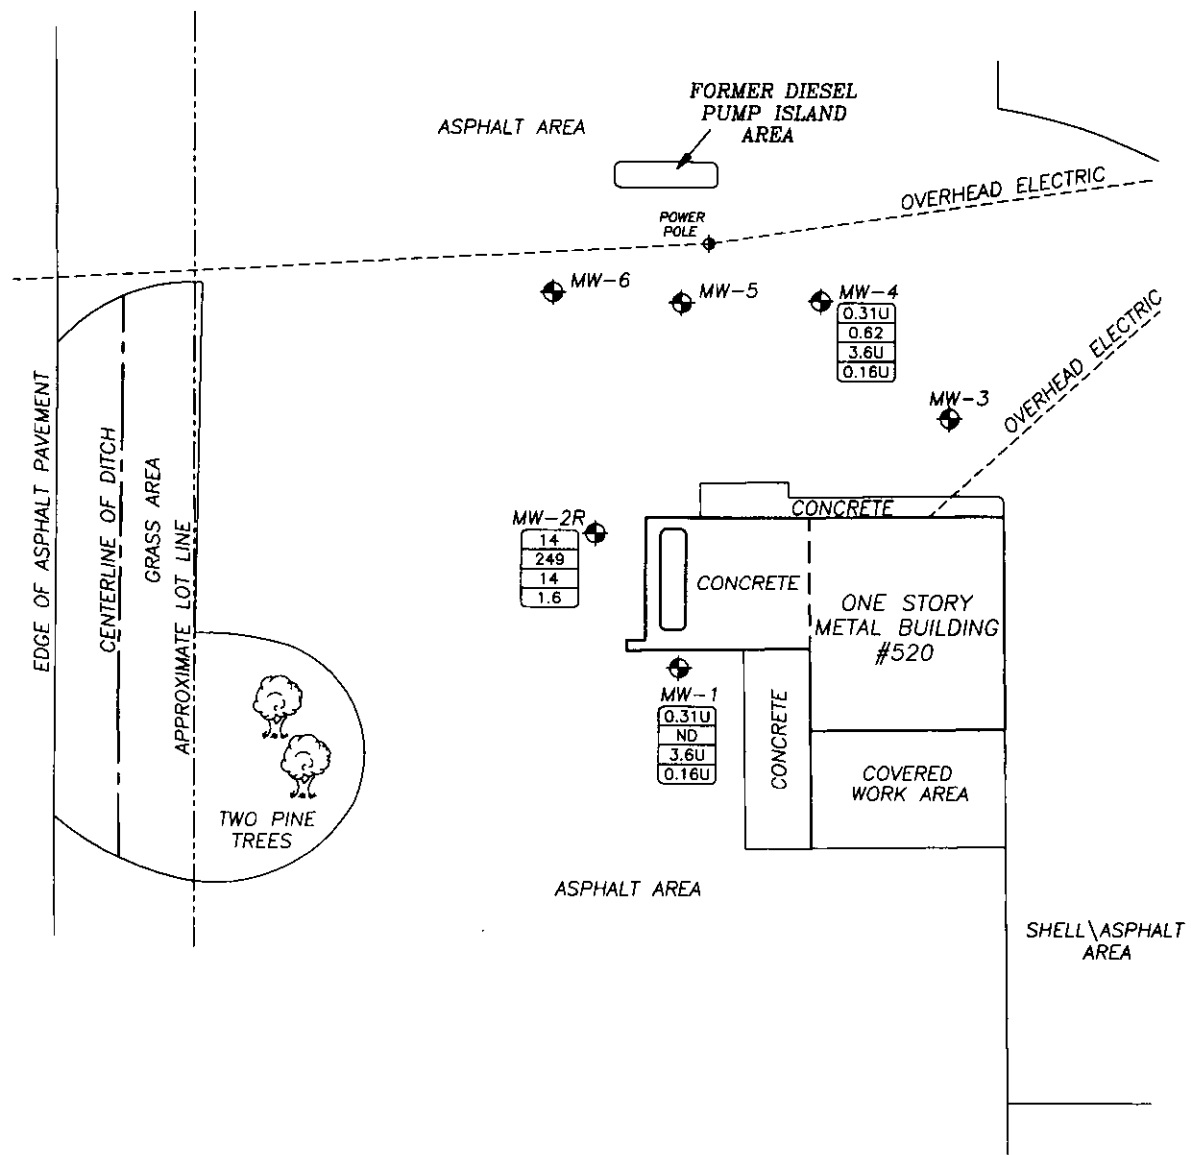 FORMER DIESEL
PUMP ISLAND
AREA
ASPHALT AREA
OVERHEAD ELECTRIC
POWER
POLE
MW-6
MW-5
MW-4
0.31U
0.62
3.6U
0.16U
OVERHEAD ELECTRIC
MW-3
EDGE OF ASPHALT PAVEMENT
CENTERLINE OF DITCH
GRASS AREA
APPROXIMATE LOT LINE
MW-2R
14
249
14
1.6
CONCRETE
CONCRETE
ONE STORY
METAL BUILDING
#520
MW-1
0.31U
ND
3.6U
0.16U
CONCRETE
COVERED
WORK AREA
TWO PINE
TREES
ASPHALT AREA
SHELL\ASPHALT
AREA